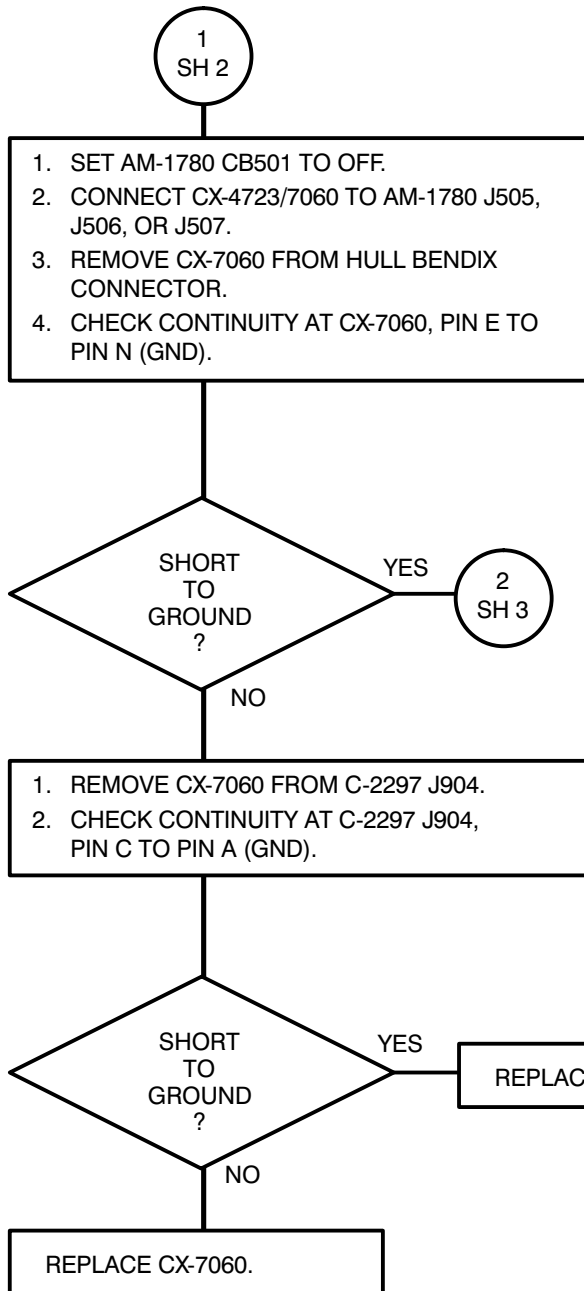 1
SH 2
1. SET AM-1780 CB501 TO OFF.
2. CONNECT CX-4723/7060 TO AM-1780 J505,
J506, OR J507.
3. REMOVE CX-7060 FROM HULL BENDIX
CONNECTOR.
4. CHECK CONTINUITY AT CX-7060, PIN E TO
PIN N (GND).
SHORT
TO
GROUND
?
YES
2
SH 3
NO
1. REMOVE CX-7060 FROM C-2297 J904.
2. CHECK CONTINUITY AT C-2297 J904,
PIN C TO PIN A (GND).
SHORT
TO
GROUND
?
YES
REPLAC
NO
REPLACE CX-7060.